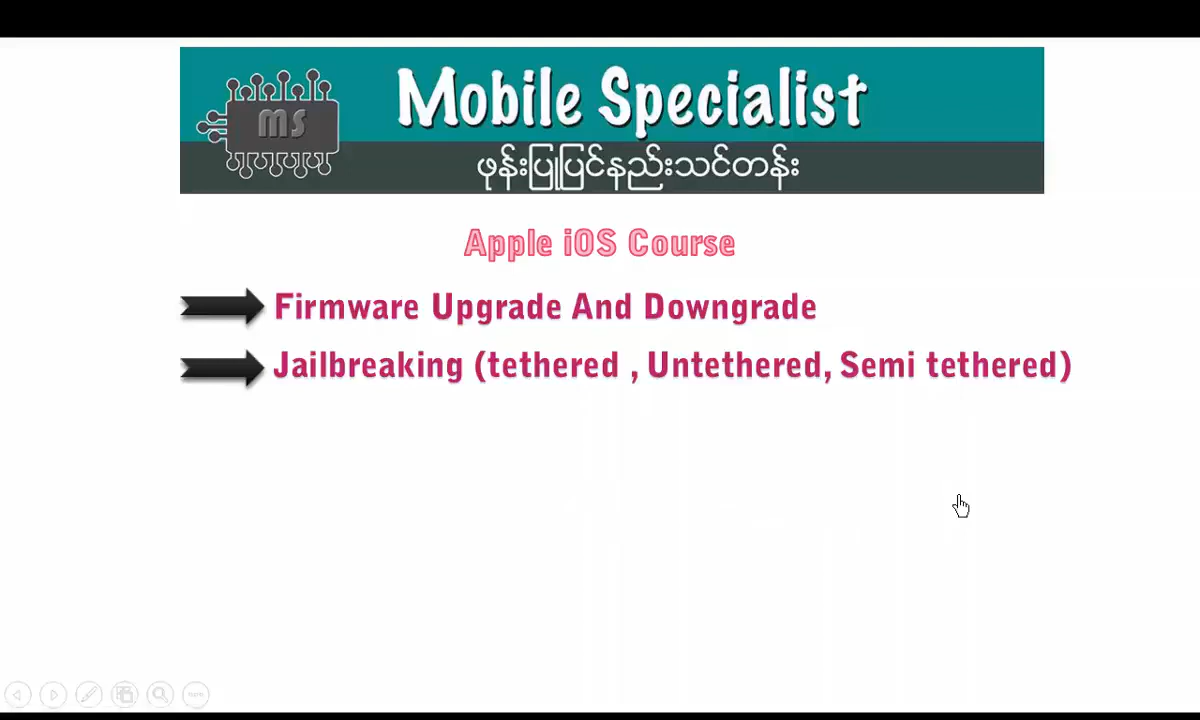 MS
Mobile Specialist
ဖုန်းပြုပြင်နည်းသင်တန်း
Apple iOS Course
Firmware Upgrade And Downgrade
Jailbreaking (tethered , Untethered, Semi tethered)